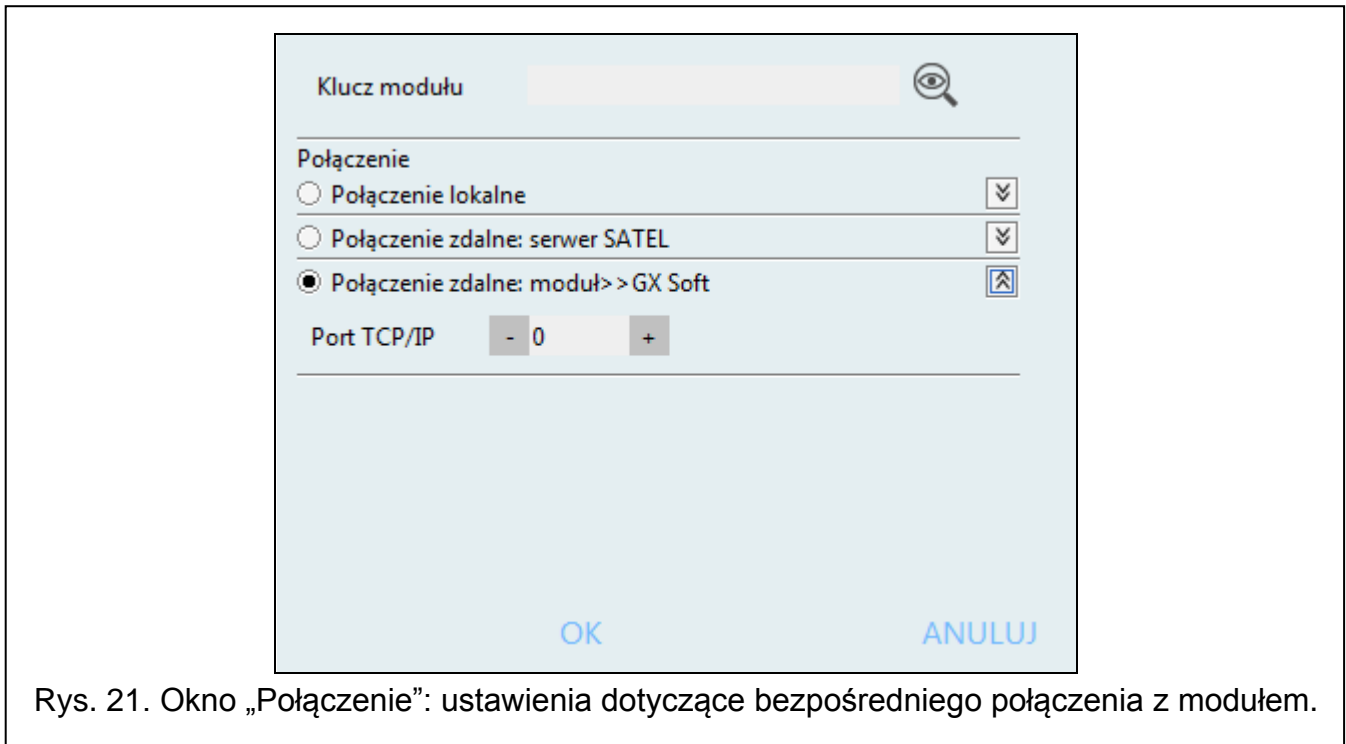 Klucz modułu
Połączenie
Połączenie lokalne
Połączenie zdalne: serwer SATEL
Połączenie zdalne: moduł>>GX Soft
Port TCP/IP - 0 +
OK ANULUJ
Rys. 21. Okno „Połączenie”: ustawienia dotyczące bezpośredniego połączenia z modułem.